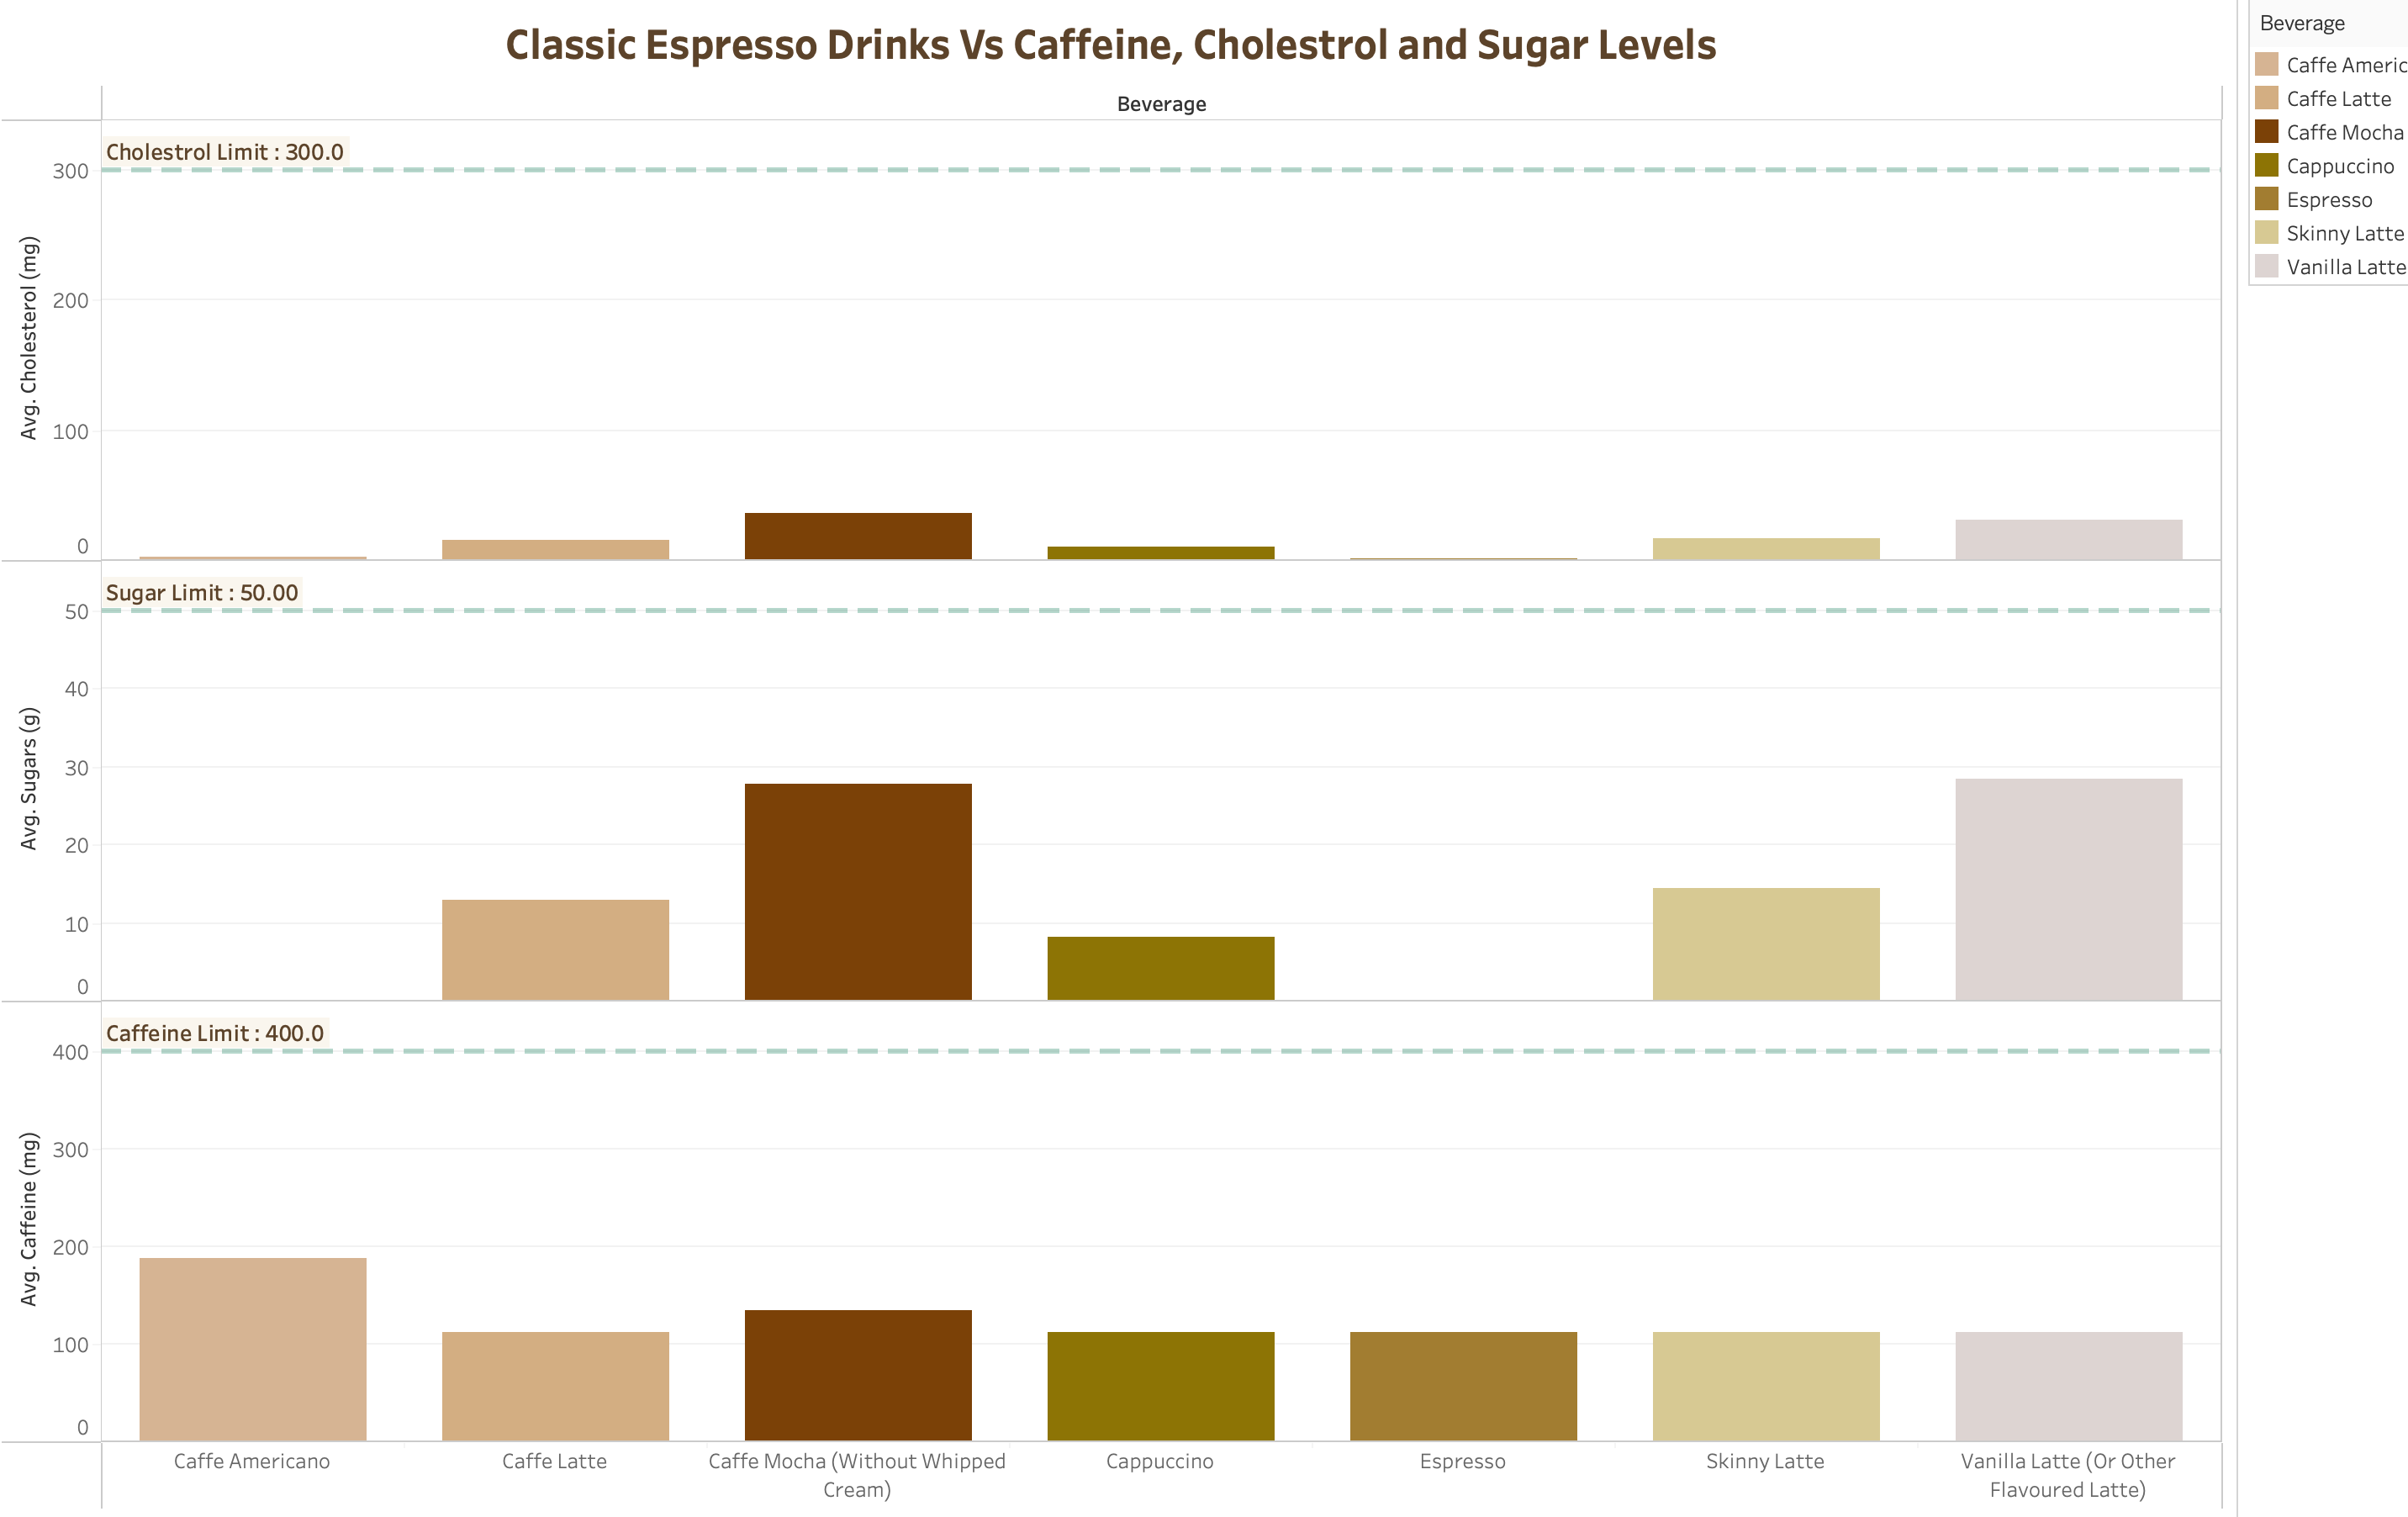 Classic Espresso Drinks Vs Caffeine, Cholestrol and Sugar Levels
Beverage
Cholestrol Limit : 300.0
300
200
100
0
Avg. Cholesterol (mg)
Sugar Limit : 50.00
50
40
30
20
10
0
Avg. Sugars (g)
Caffeine Limit : 400.0
400
300
200
100
0
Avg. Caffeine (mg)
Caffe Americano
Caffe Latte
Caffe Mocha (Without Whipped
Cream)
Cappuccino
Espresso
Skinny Latte
Vanilla Latte (Or Other
Flavoured Latte)
Beverage
Caffe Americ
Caffe Latte
Caffe Mocha
Cappuccino
Espresso
Skinny Latte
Vanilla Latte